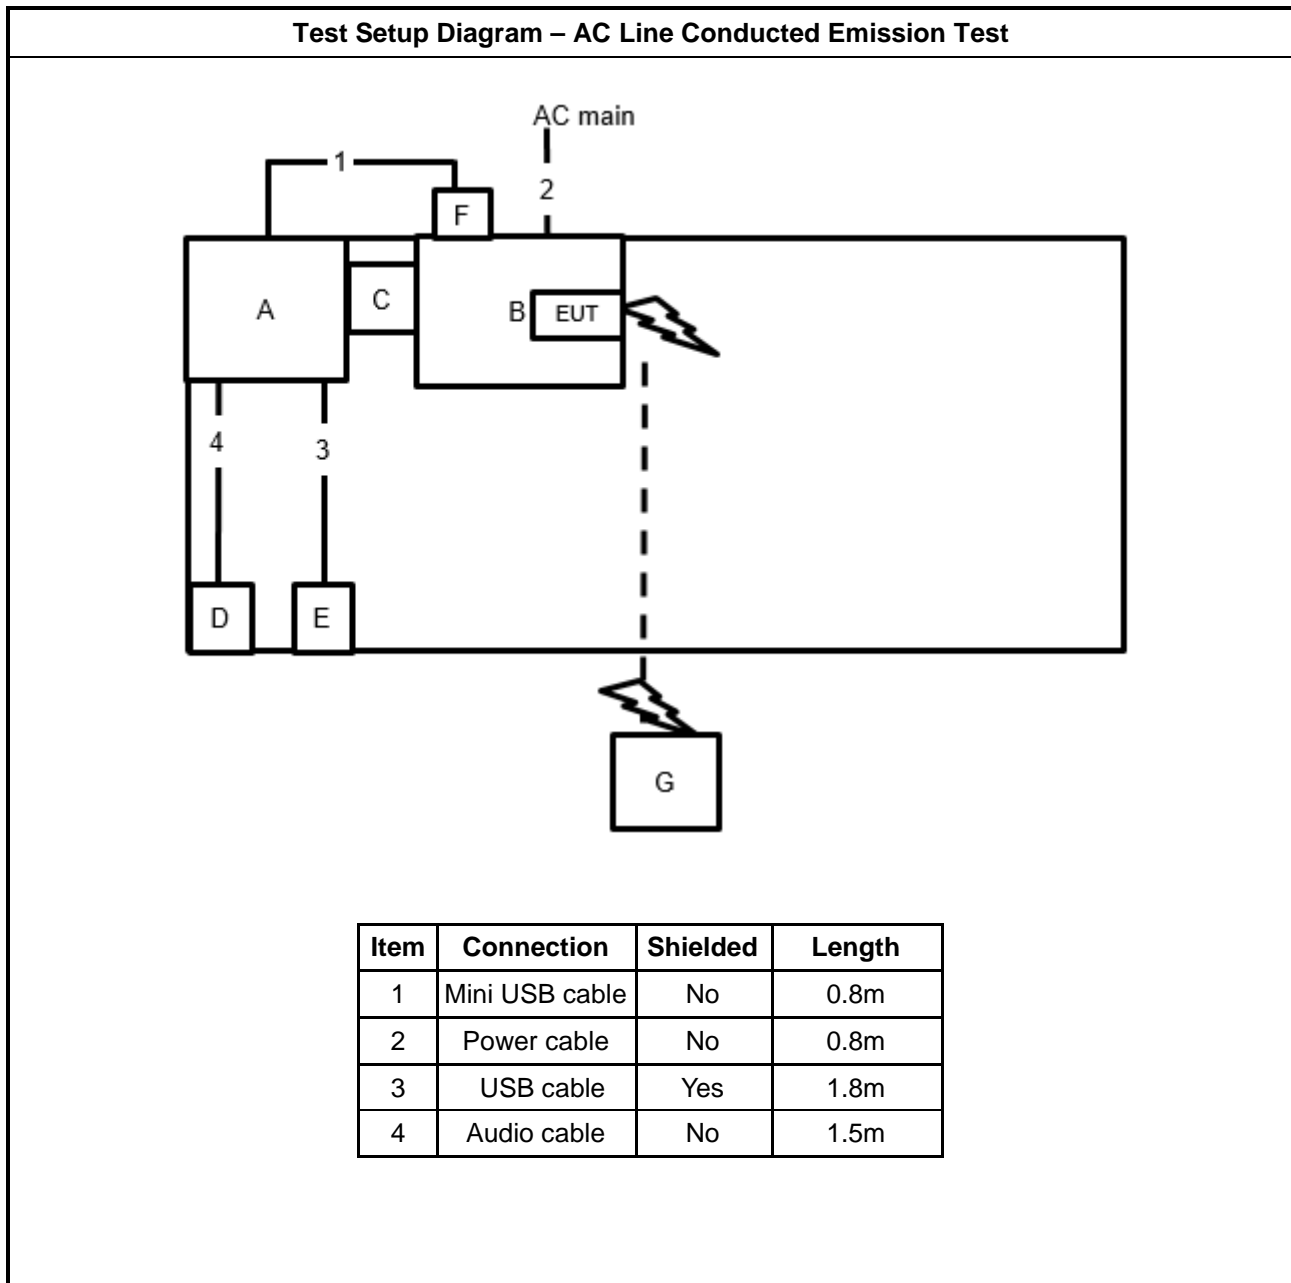 Test Setup Diagram – AC Line Conducted Emission Test
AC main
1
2
F
A
C
B
EUT
4
3
D
E
G
Item Connection Shielded Length
1 Mini USB cable No 0.8m
2 Power cable No 0.8m
3 USB cable Yes 1.8m
4 Audio cable No 1.5m